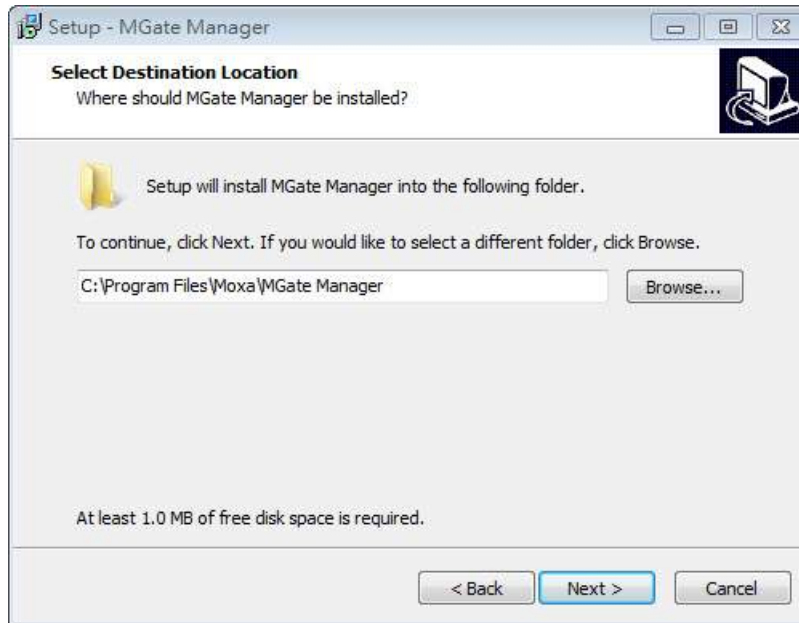 Setup - MGate Manager
Select Destination Location
Where should MGate Manager be installed?
Setup will install MGate Manager into the following folder.
To continue, click Next. If you would like to select a different folder, click Browse.
C:\Program Files\Moxa\MGate Manager
Browse...
At least 1.0 MB of free disk space is required.
< Back
Next >
Cancel